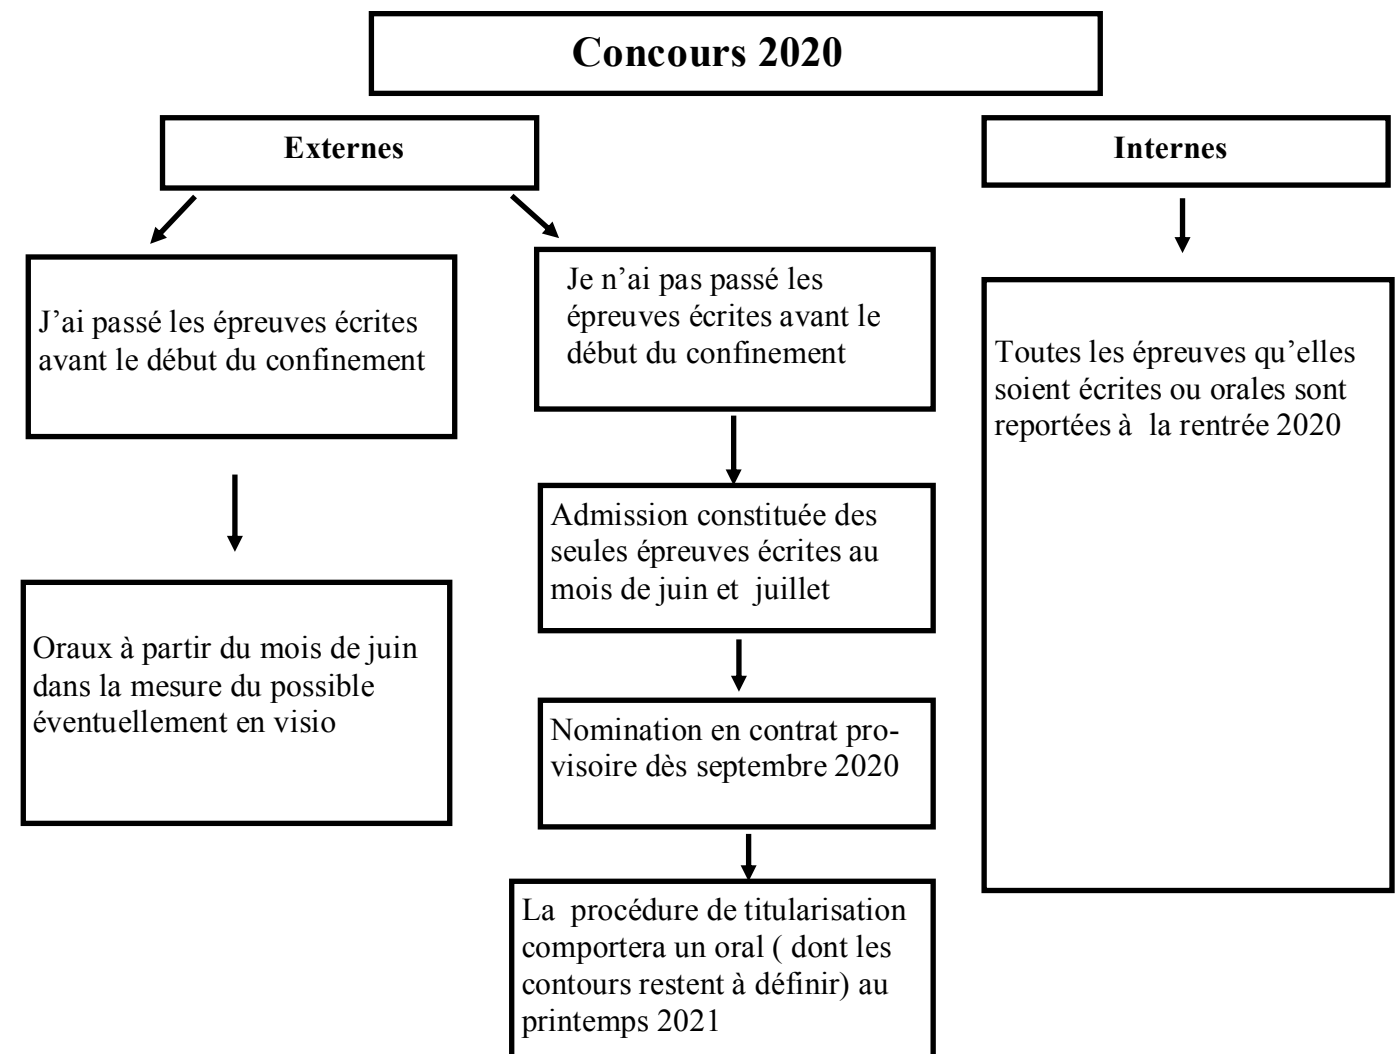 Concours 2020
Externes
Internes
J’ai passé les épreuves écrites
avant le début du confinement
Je n’ai pas passé les
épreuves écrites avant le
début du confinement
Toutes les épreuves qu’elles
soient écrites ou orales sont
reportées à  la rentrée 2020
Admission constituée des
seules épreuves écrites au
mois de juin et  juillet
Oraux à partir du mois de juin
dans la mesure du possible
éventuellement en visio
Nomination en contrat pro-
visoire dès septembre 2020
La  procédure de titularisation
comportera un oral ( dont les
contours restent à définir) au
printemps 2021